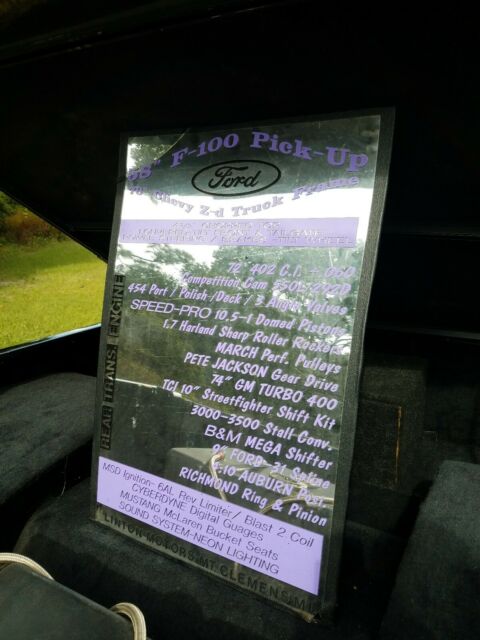 58" F-100 Pick-Up
Ford
Chevy Z-d Truck Frame
72" 402 C.I. + .060
Competition Cam
454 Port / Polish / Deck / 3 Angle Valves
SPEED-PRO 10.5-1 Domed Pistons
1.7 Harland Sharp Roller Rockers
MARCH Perf. Pulleys
PETE JACKSON Gear Drive
74" GM TURBO 400
TCI 10" Streetfighter Shift Kit
3000-3500 Stall Conv.
B&M MEGA Shifter
FORD 31 Spline
AUBURN Posi
RICHMOND Ring & Pinion
REAR TRANS. ENGINE
MSD Ignition- 6AL Rev Limiter/ Blast 2 Coil
CYBERDYNE Digital Guages
MUSTANG McLaren Bucket Seats
SOUND SYSTEM-NEON LIGHTING
LINTON MOTORS/MT CLEMENS/MI